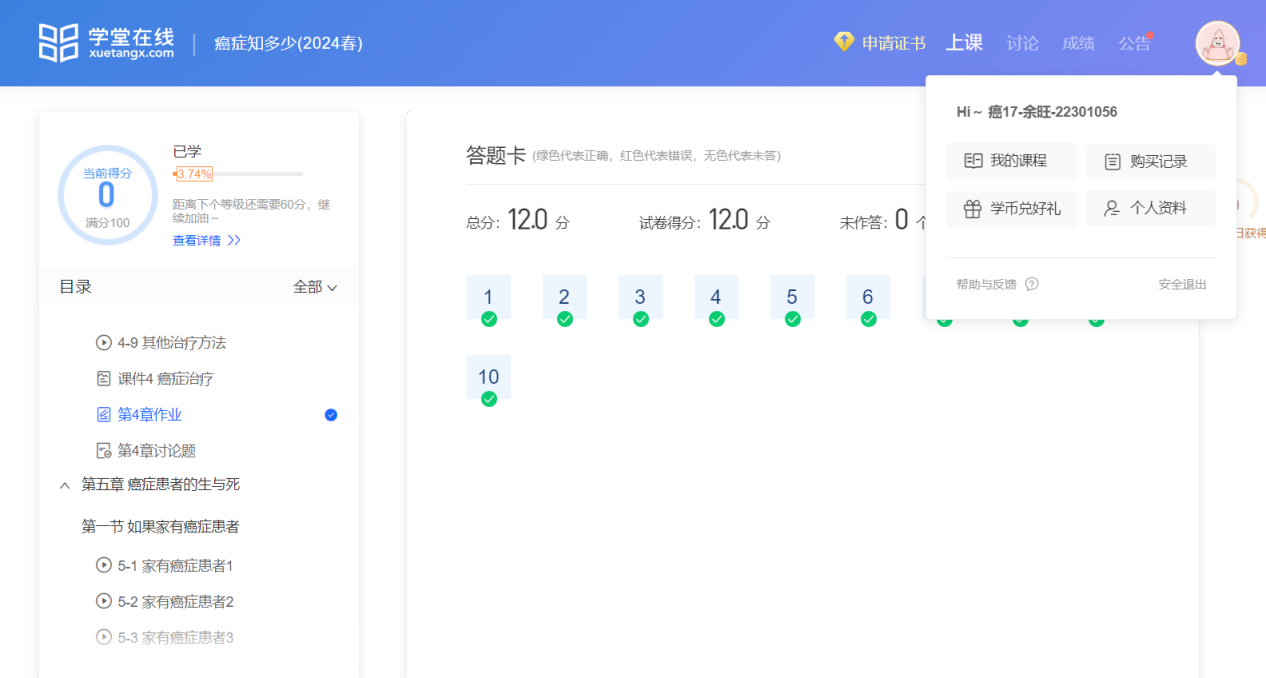 学堂在线
xuetangx.com
癌症知多少(2024春)
申请证书
上课
讨论
成绩
公告
Hi~ 癌17-余旺-22301056
我的课程
购买记录
学币兑好礼
个人资料
帮助与反馈
安全退出
当前得分
0
满分100
已学
3.74%
距离下个等级还需要60分，继
续加油~
查看详情
目录
全部
4-9 其他治疗方法
课件4 癌症治疗
第4章作业
第4章讨论题
第五章 癌症患者的生与死
第一节 如果家有癌症患者
5-1 家有癌症患者1
5-2 家有癌症患者2
5-3 家有癌症患者3
答题卡 (绿色代表正确，红色代表错误，无色代表未答)
总分: 12.0 分
试卷得分: 12.0 分
未作答: 0 个
1
2
3
4
5
6
10
日获得